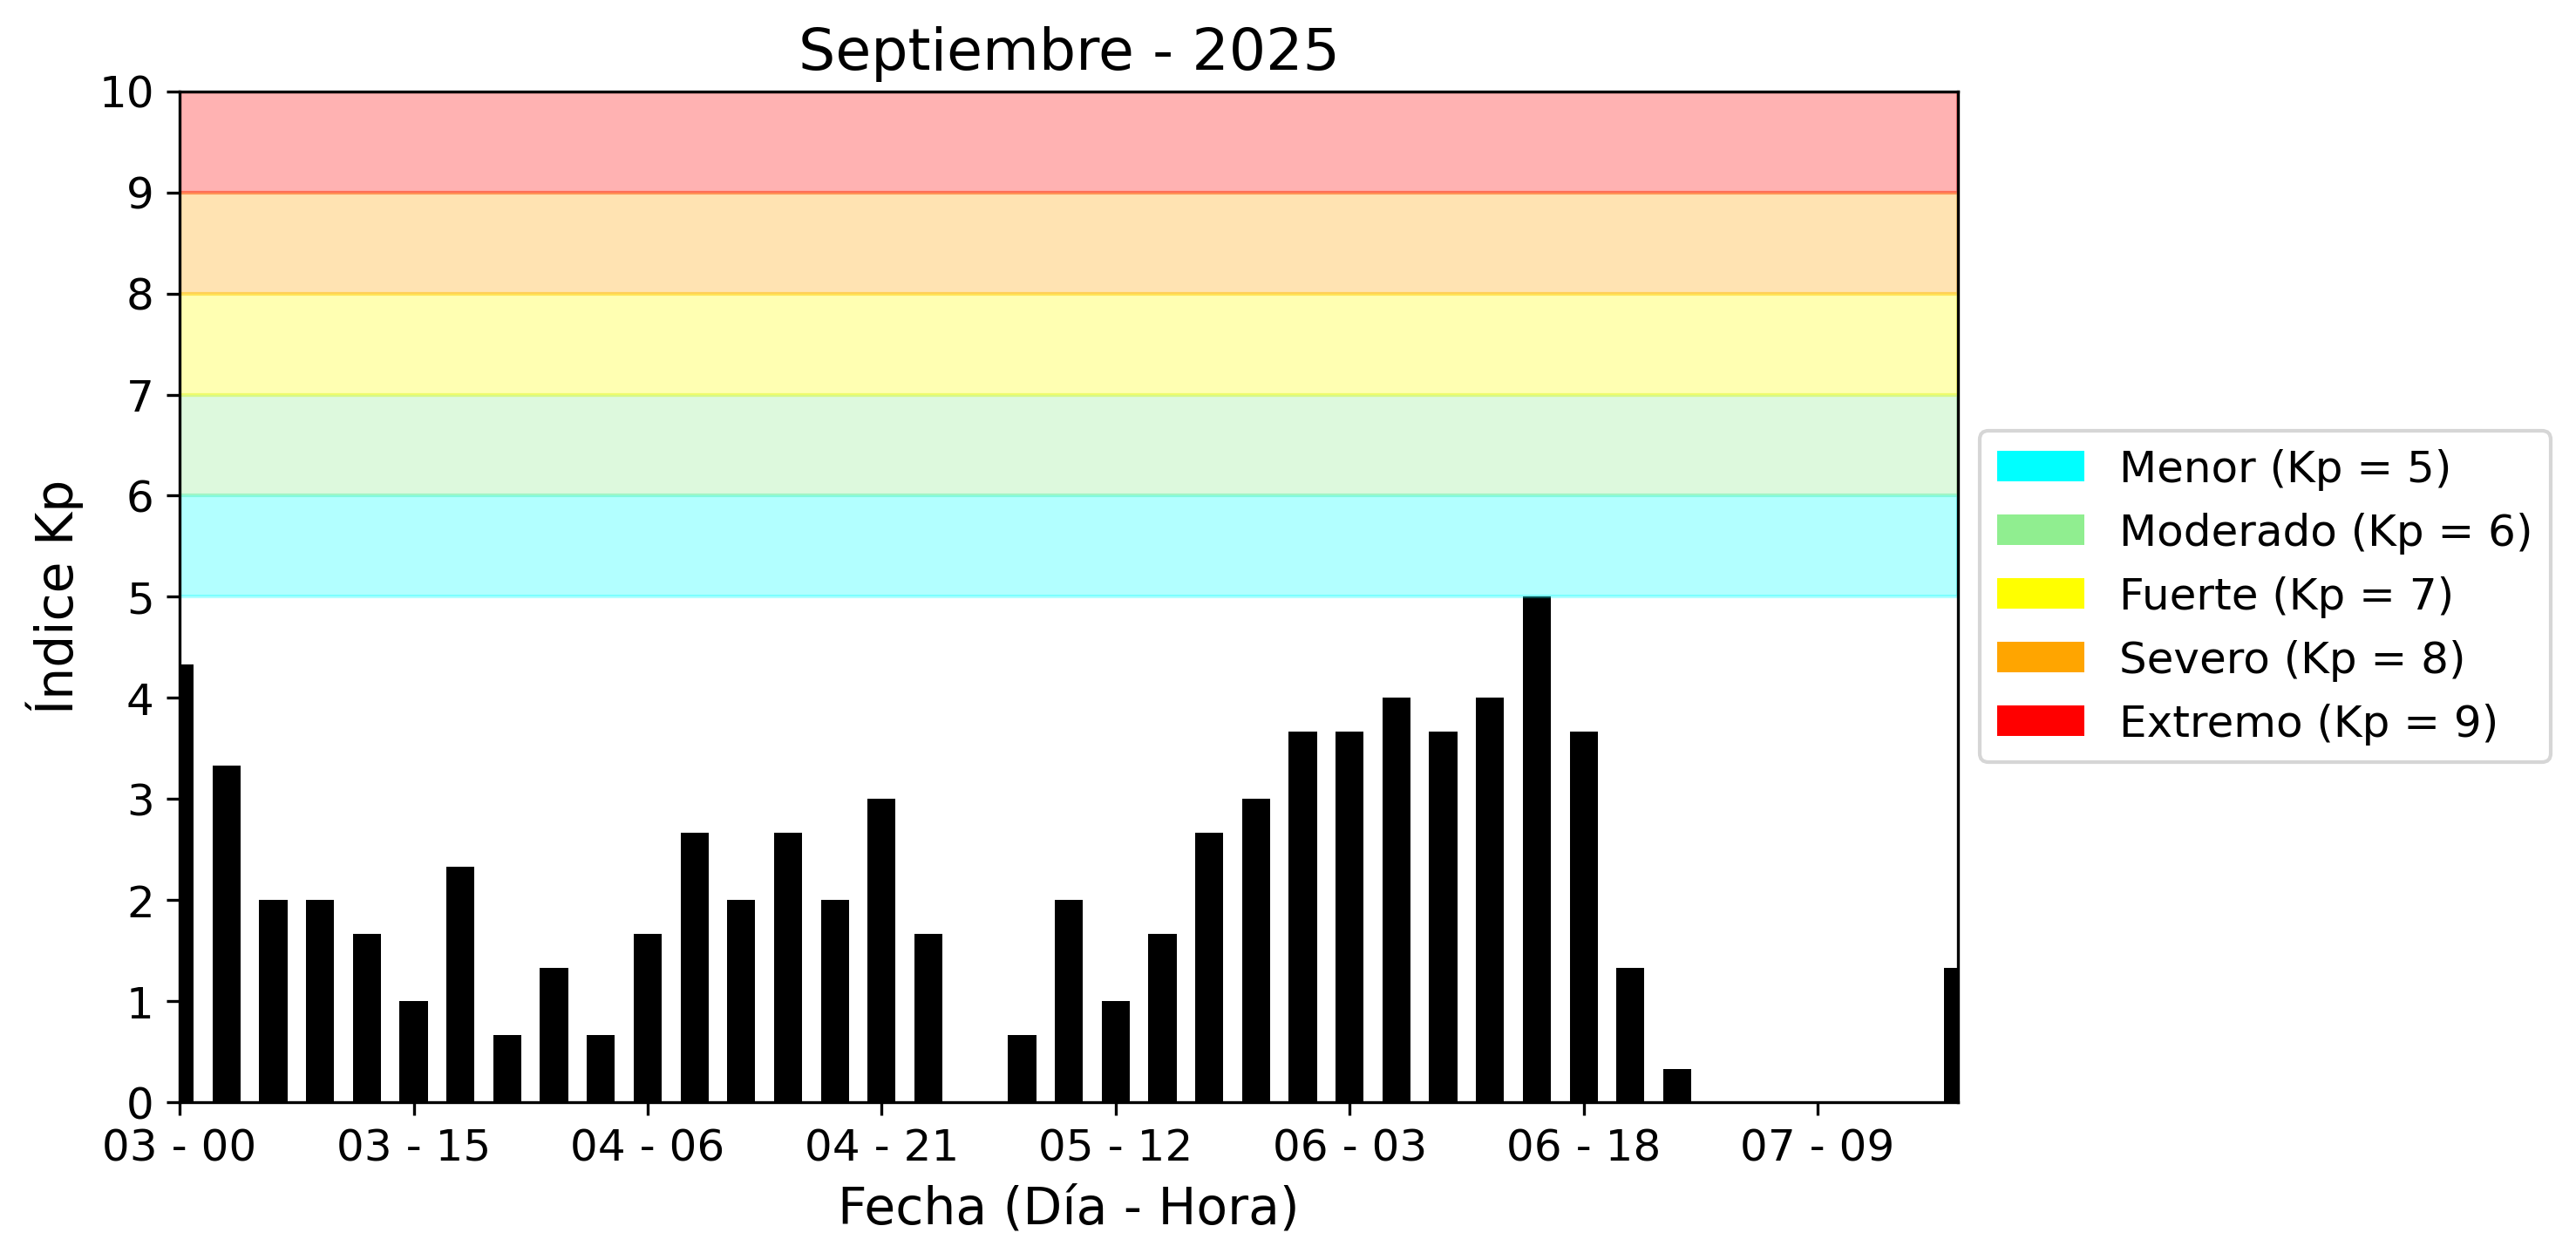 Septiembre - 2025
10
9
8
7
6
5
4
3
2
1
0
Índice Kp
03 - 00
03 - 15
04 - 06
04 - 21
05 - 12
06 - 03
06 - 18
07 - 09
Fecha (Día - Hora)
Menor (Kp = 5)
Moderado (Kp = 6)
Fuerte (Kp = 7)
Severo (Kp = 8)
Extremo (Kp = 9)